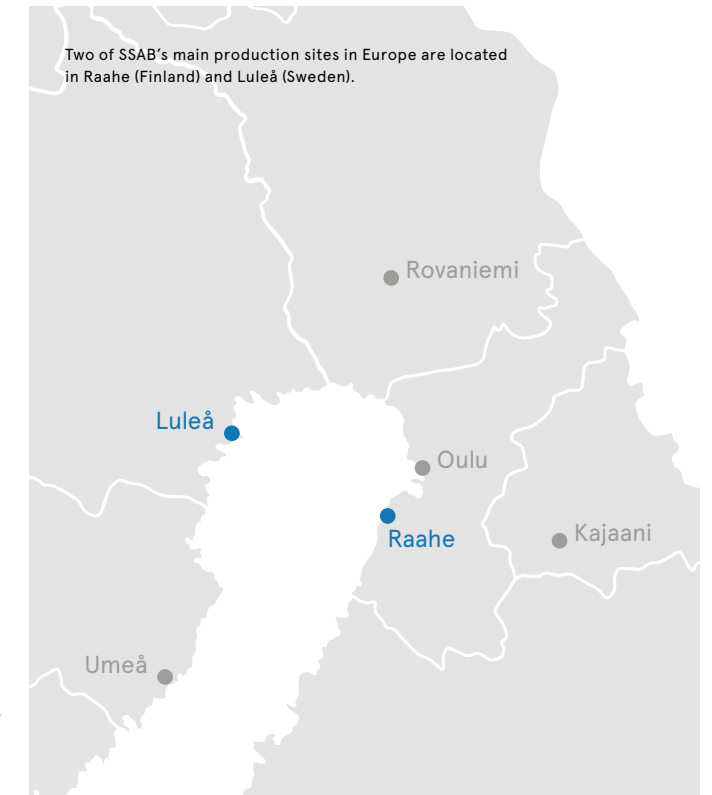 Two of SSAB's main production sites in Europe are located
in Raahe (Finland) and Luleå (Sweden).
Rovaniemi
Luleå
Oulu
Kajaani
Raahe
Umeå